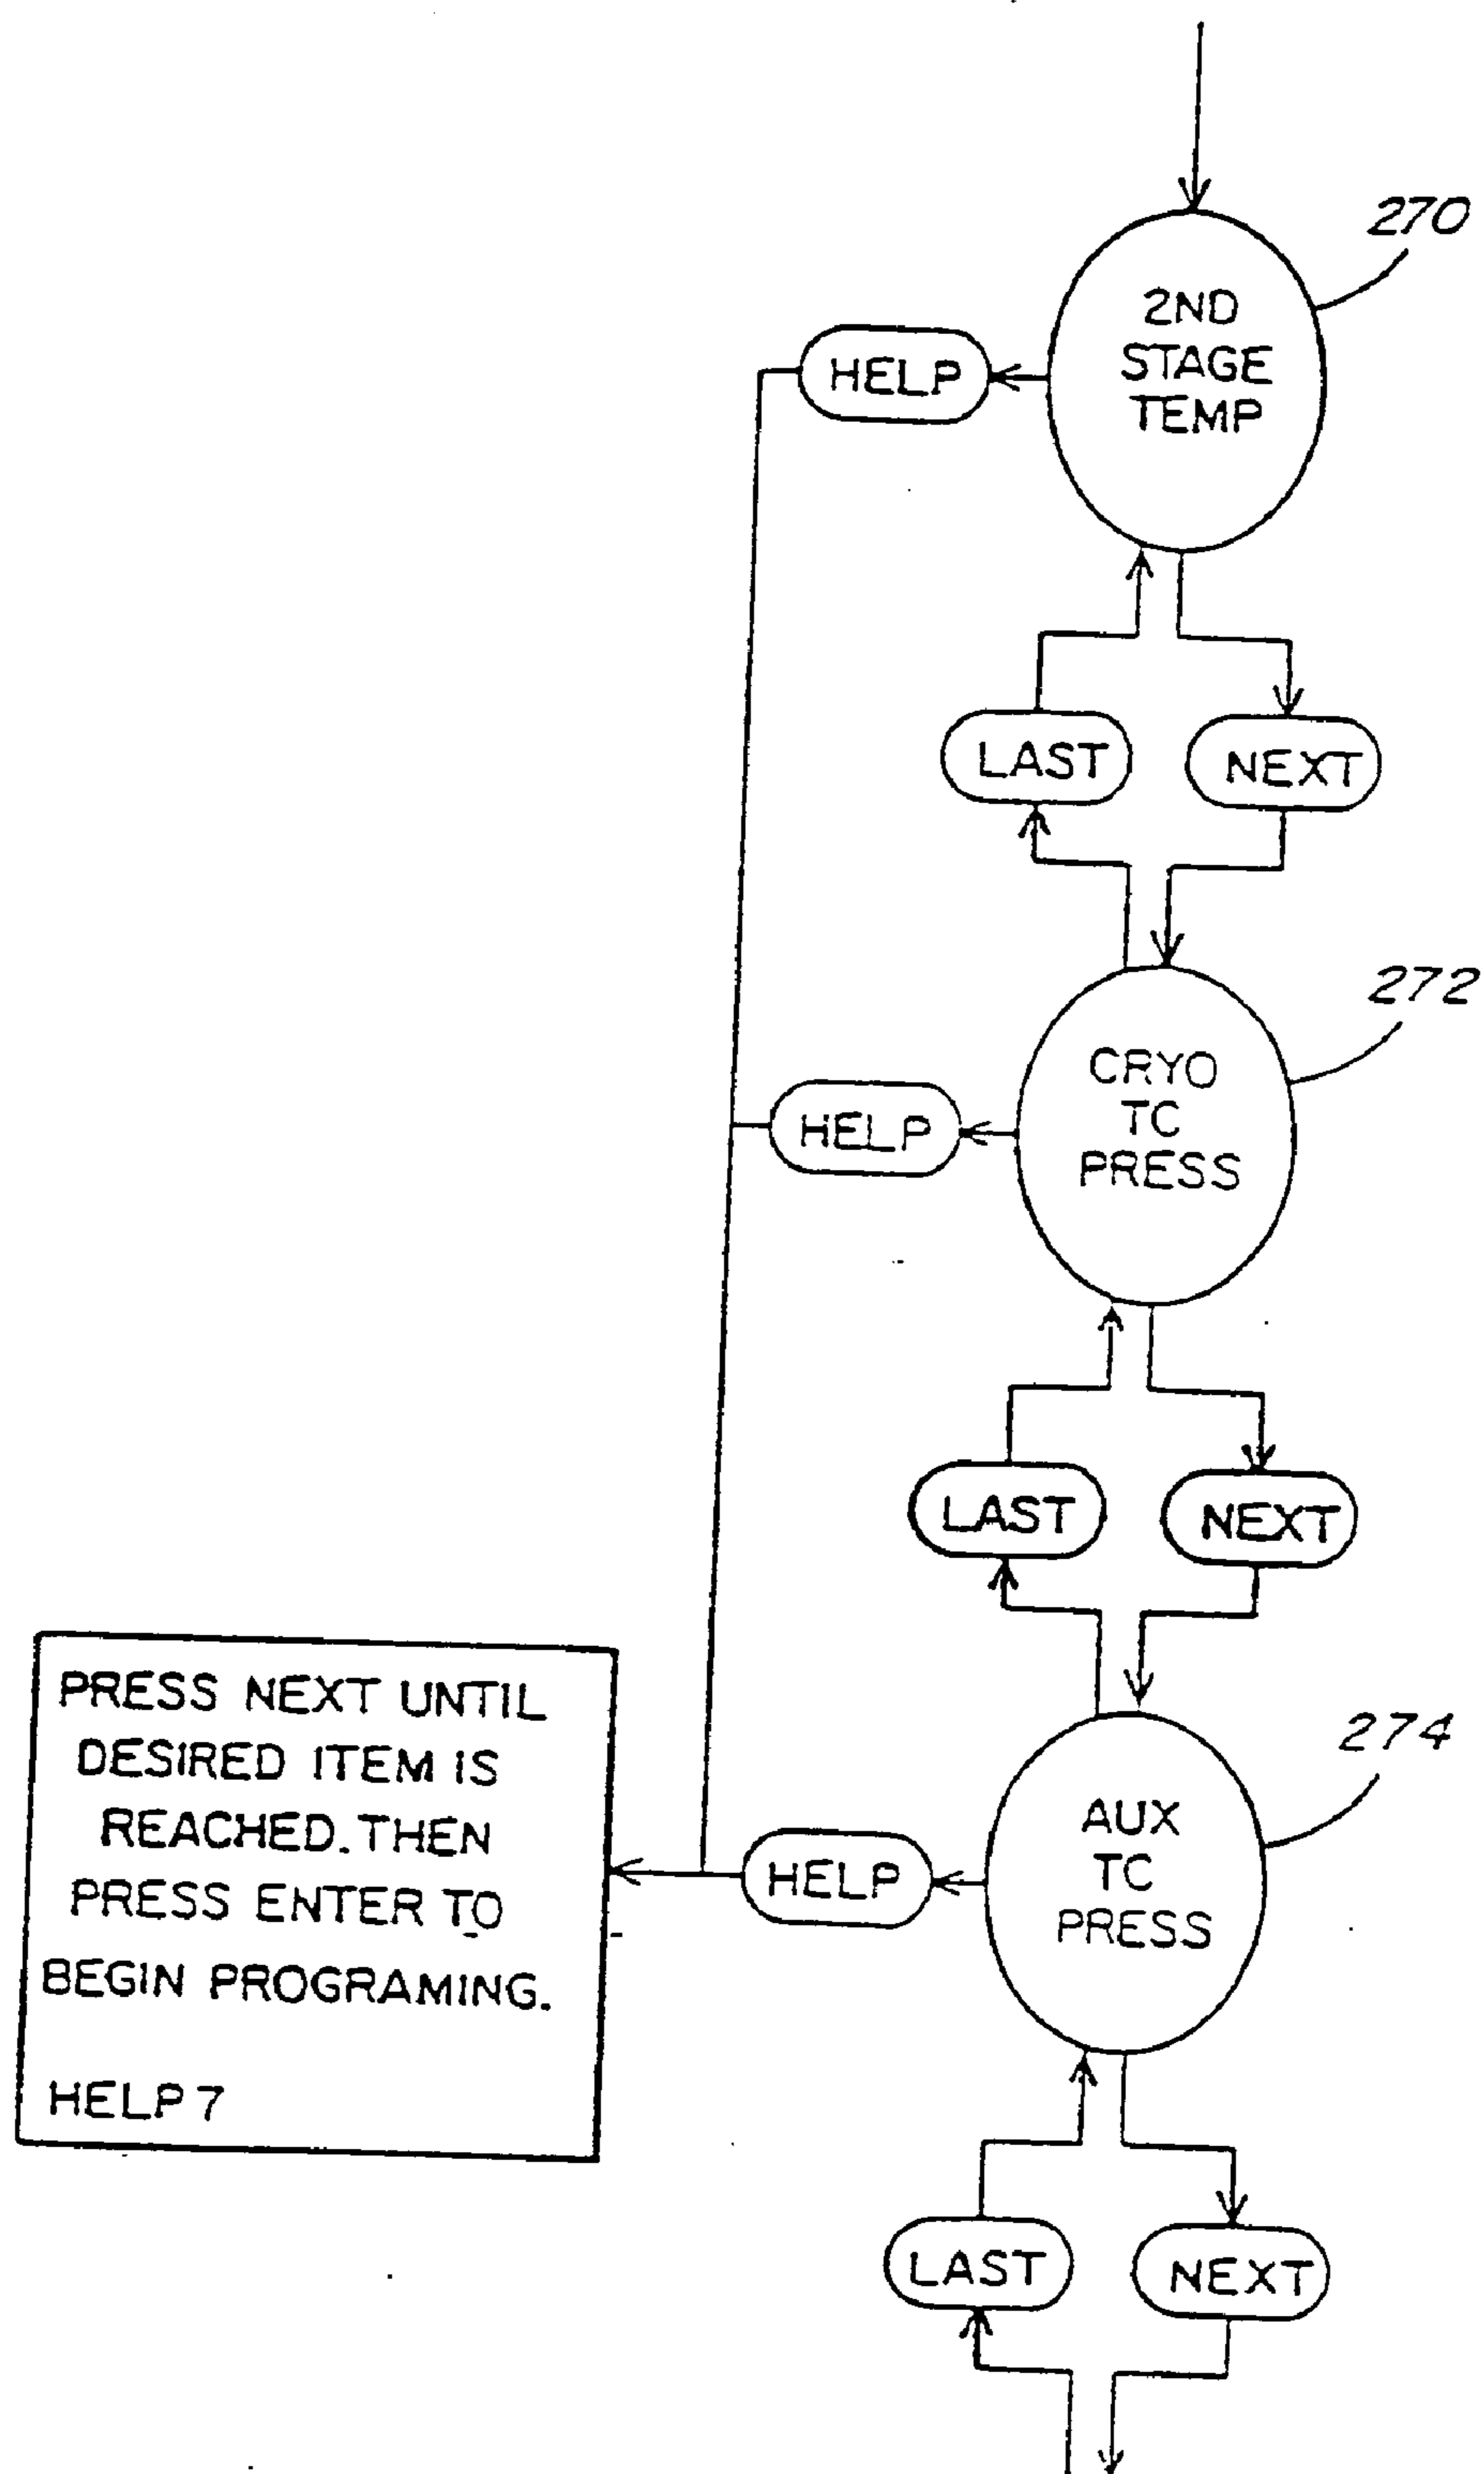 270
2ND
STAGE
TEMP
HELP
LAST
NEXT
272
CRYO
TC
PRESS
HELP
LAST
NEXT
PRESS NEXT UNTIL
DESIRED ITEM IS
REACHED. THEN
PRESS ENTER TO
BEGIN PROGRAMING.
HELP 7
274
AUX
TC
PRESS
HELP
LAST
NEXT